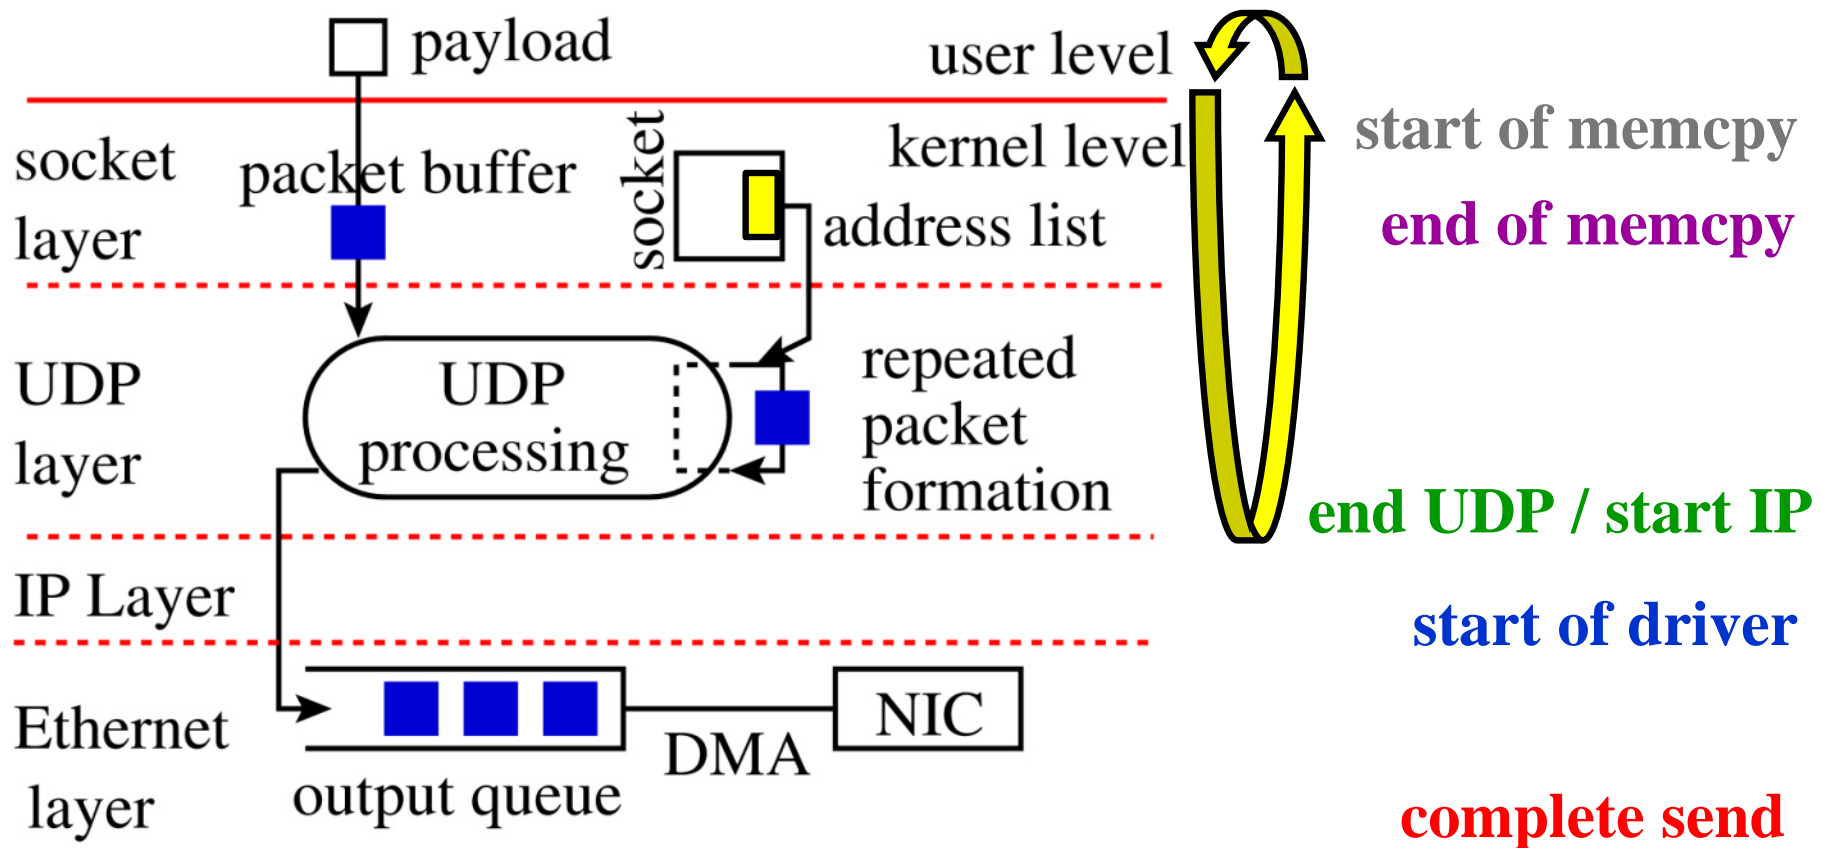 payload
user level
socket
layer
packet buffer
socket
kernel level
address list
start of memcpy
end of memcpy
UDP
layer
UDP
processing
repeated
packet
formation
end UDP / start IP
IP Layer
start of driver
Ethernet
layer
output queue
DMA
NIC
complete send